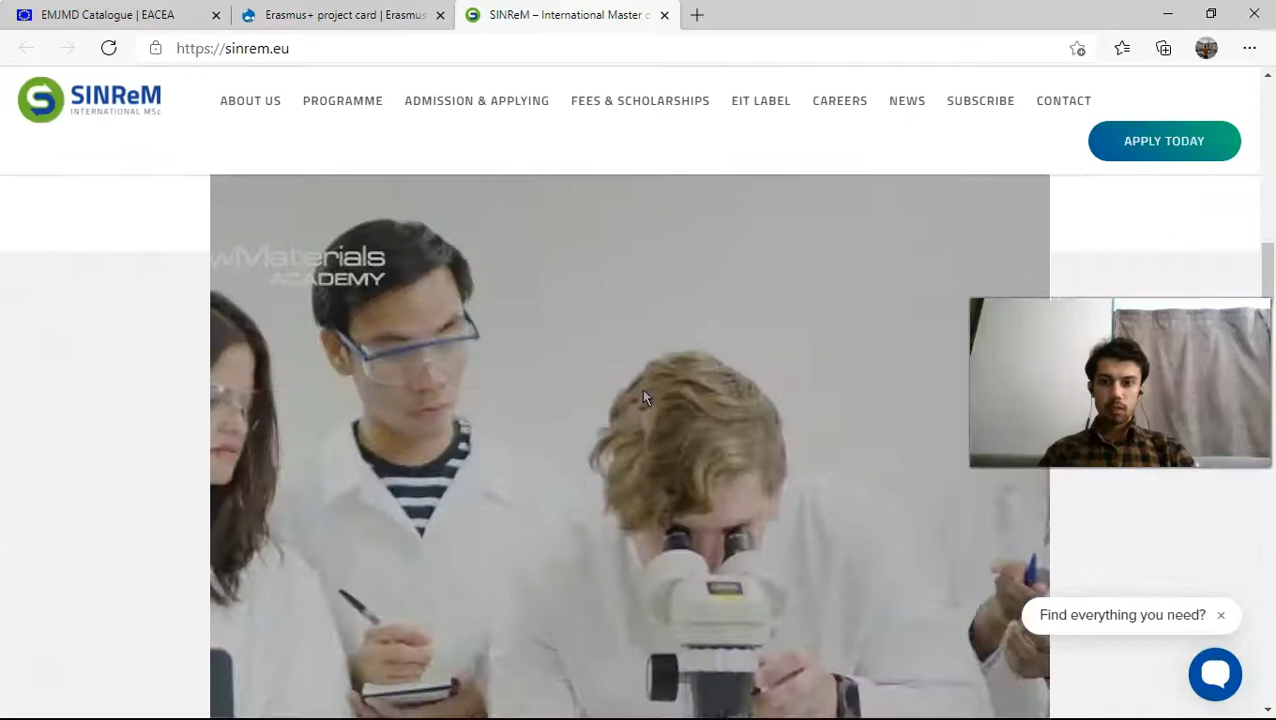 EMJMD Catalogue | EACEA
Erasmus+ project card | Erasmus
SINReM – International Master o
https://sinrem.eu
SINReM
INTERNATIONAL MSc
ABOUT US
PROGRAMME
ADMISSION & APPLYING
FEES & SCHOLARSHIPS
EIT LABEL
CAREERS
NEWS
SUBSCRIBE
CONTACT
APPLY TODAY
wMaterials
ACADEMY
Find everything you need?